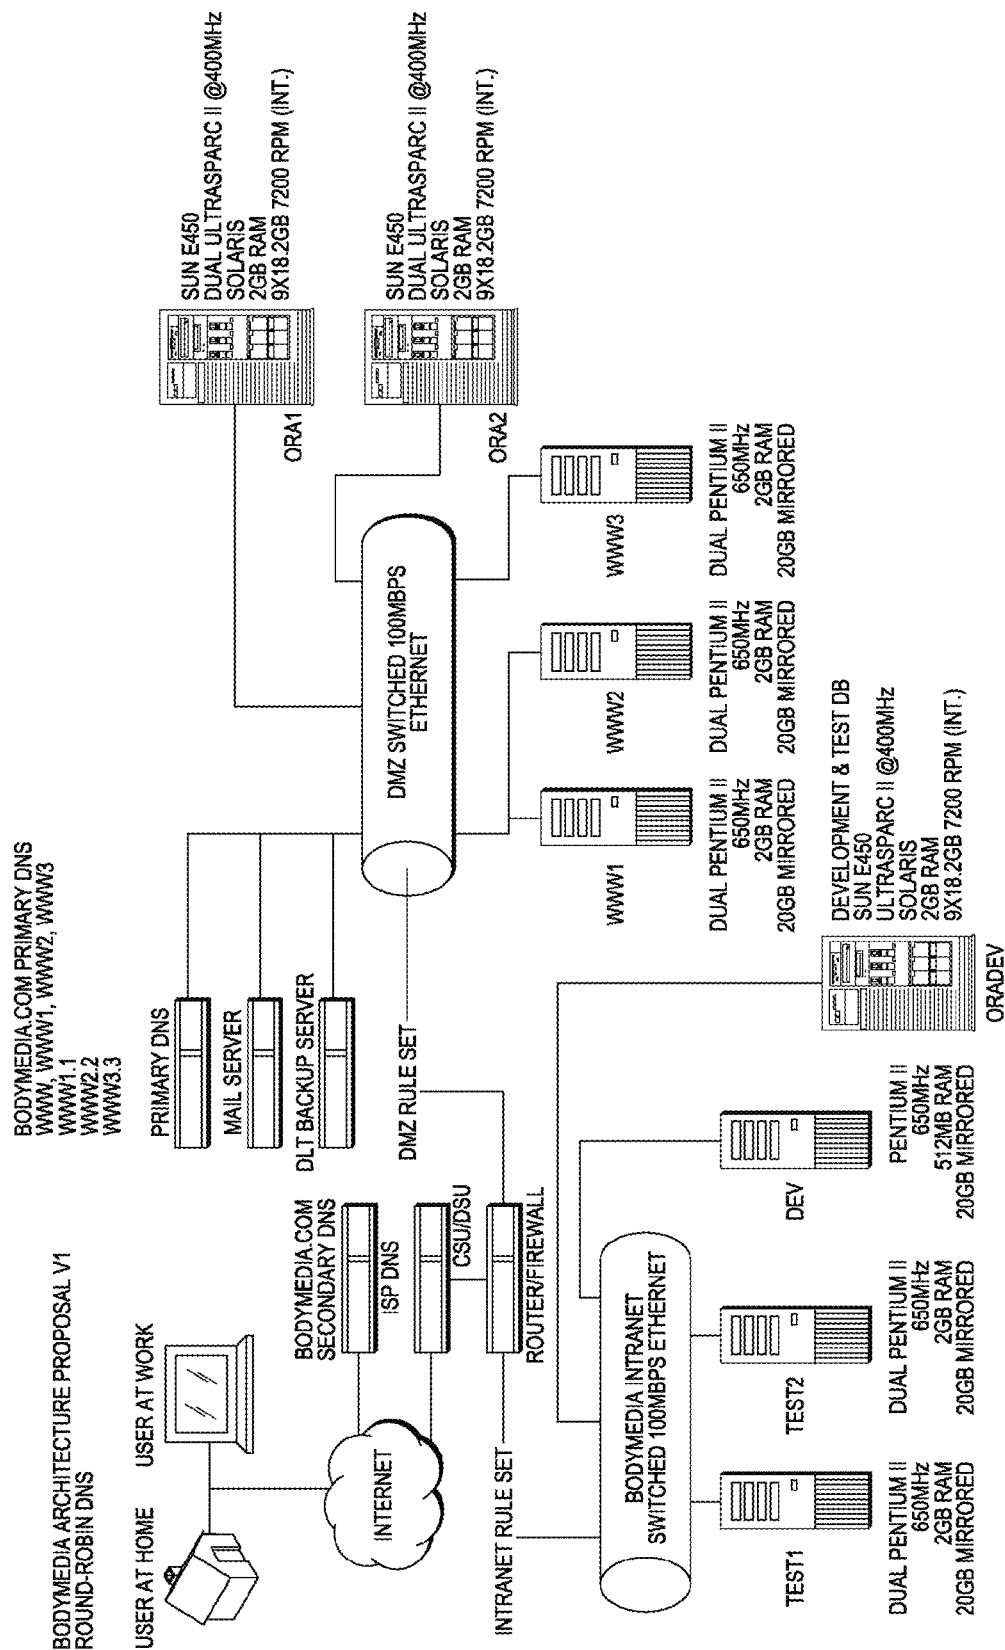 BODYMEDIA ARCHITECTURE PROPOSAL V1
ROUND-ROBIN DNS
USER AT HOME
USER AT WORK
INTERNET
BODYMEDIA.COM
SECONDARY DNS
ISP DNS
CSU/DSU
ROUTER/FIREWALL
INTRANET RULE SET
DMZ RULE SET
BODYMEDIA.COM PRIMARY DNS
WWW, WWW1, WWW2, WWW3
WWW1.1
WWW2.2
WWW3.3
PRIMARY DNS
MAIL SERVER
DLT BACKUP SERVER
DMZ SWITCHED 100MBPS
ETHERNET
SUN E450
DUAL ULTRASPARC II @400MHz
SOLARIS
2GB RAM
9X18.2GB 7200 RPM (INT.)
ORA1
SUN E450
DUAL ULTRASPARC II @400MHz
SOLARIS
2GB RAM
9X18.2GB 7200 RPM (INT.)
ORA2
WWW1
DUAL PENTIUM II
650MHz
2GB RAM
20GB MIRRORED
WWW2
DUAL PENTIUM II
650MHz
2GB RAM
20GB MIRRORED
WWW3
DUAL PENTIUM II
650MHz
2GB RAM
20GB MIRRORED
BODYMEDIA INTRANET
SWITCHED 100MBPS ETHERNET
TEST1
DUAL PENTIUM II
650MHz
2GB RAM
20GB MIRRORED
TEST2
DUAL PENTIUM II
650MHz
2GB RAM
20GB MIRRORED
DEV
PENTIUM II
650MHz
512MB RAM
20GB MIRRORED
DEVELOPMENT & TEST DB
SUN E450
ULTRASPARC II @400MHz
SOLARIS
2GB RAM
9X18.2GB 7200 RPM (INT.)
ORADEV